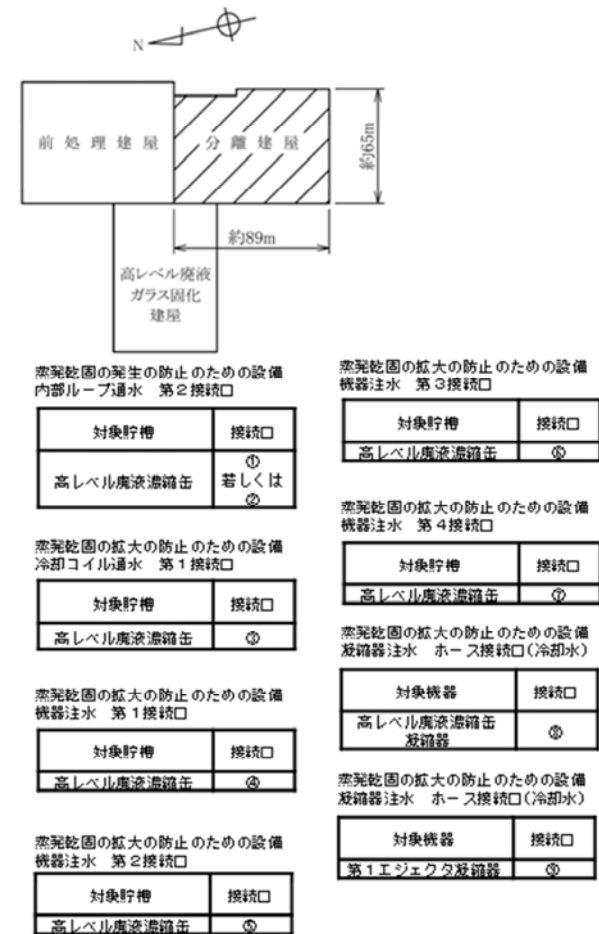 N
前処理建屋
分離建屋
約65m
約89m
高レベル廃液
ガラス固化
建屋
蒸発乾固の発生の防止のための設備
内部ループ通水 第2接続口
対象貯槽 接続口
高レベル廃液濃縮缶 ①
若しくは
②
蒸発乾固の拡大の防止のための設備
冷却コイル通水 第1接続口
対象貯槽 接続口
高レベル廃液濃縮缶 ③
蒸発乾固の拡大の防止のための設備
機器注水 第1接続口
対象貯槽 接続口
高レベル廃液濃縮缶 ④
蒸発乾固の拡大の防止のための設備
機器注水 第2接続口
対象貯槽 接続口
高レベル廃液濃縮缶 ⑤
蒸発乾固の拡大の防止のための設備
機器注水 第3接続口
対象貯槽 接続口
高レベル廃液濃縮缶 ⑥
蒸発乾固の拡大の防止のための設備
機器注水 第4接続口
対象貯槽 接続口
高レベル廃液濃縮缶 ⑦
蒸発乾固の拡大の防止のための設備
凝縮器注水 ホース接続口(冷却水)
対象機器 接続口
高レベル廃液濃縮缶
凝縮器 ⑧
蒸発乾固の拡大の防止のための設備
凝縮器注水 ホース接続口(冷却水)
対象機器 接続口
第1エジェクタ凝縮器 ⑨